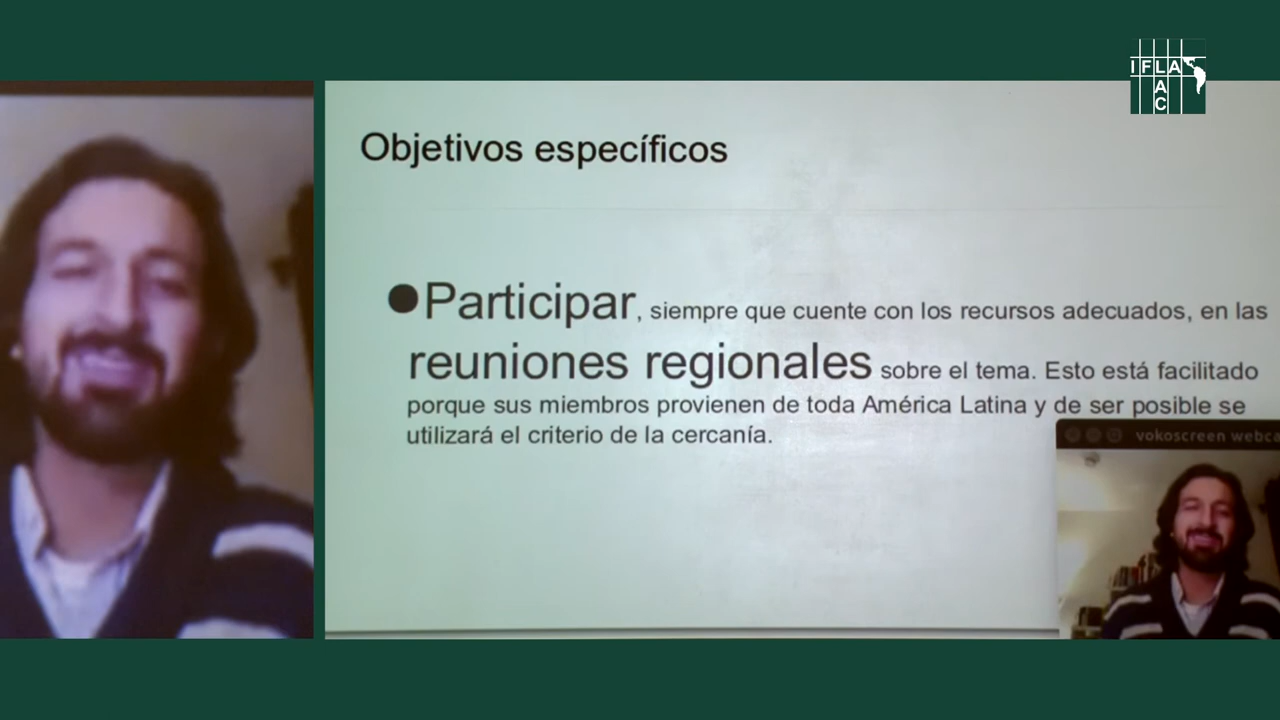 IFLA
A
C
Objetivos específicos
●Participar, siempre que cuente con los recursos adecuados, en las
reuniones regionales sobre el tema. Esto está facilitado
porque sus miembros provienen de toda América Latina y de ser posible se
utilizará el criterio de la cercanía.
vokoscreen webca